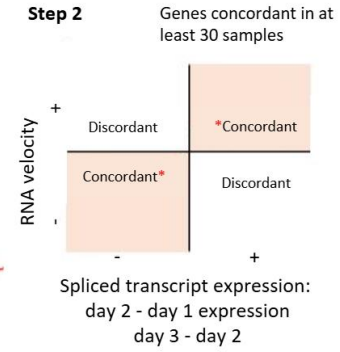 Step 2
Genes concordant in at
least 30 samples
RNA velocity
+
-
Discordant
*Concordant
Concordant*
Discordant
- +
Spliced transcript expression:
day 2 - day 1 expression
day 3 - day 2